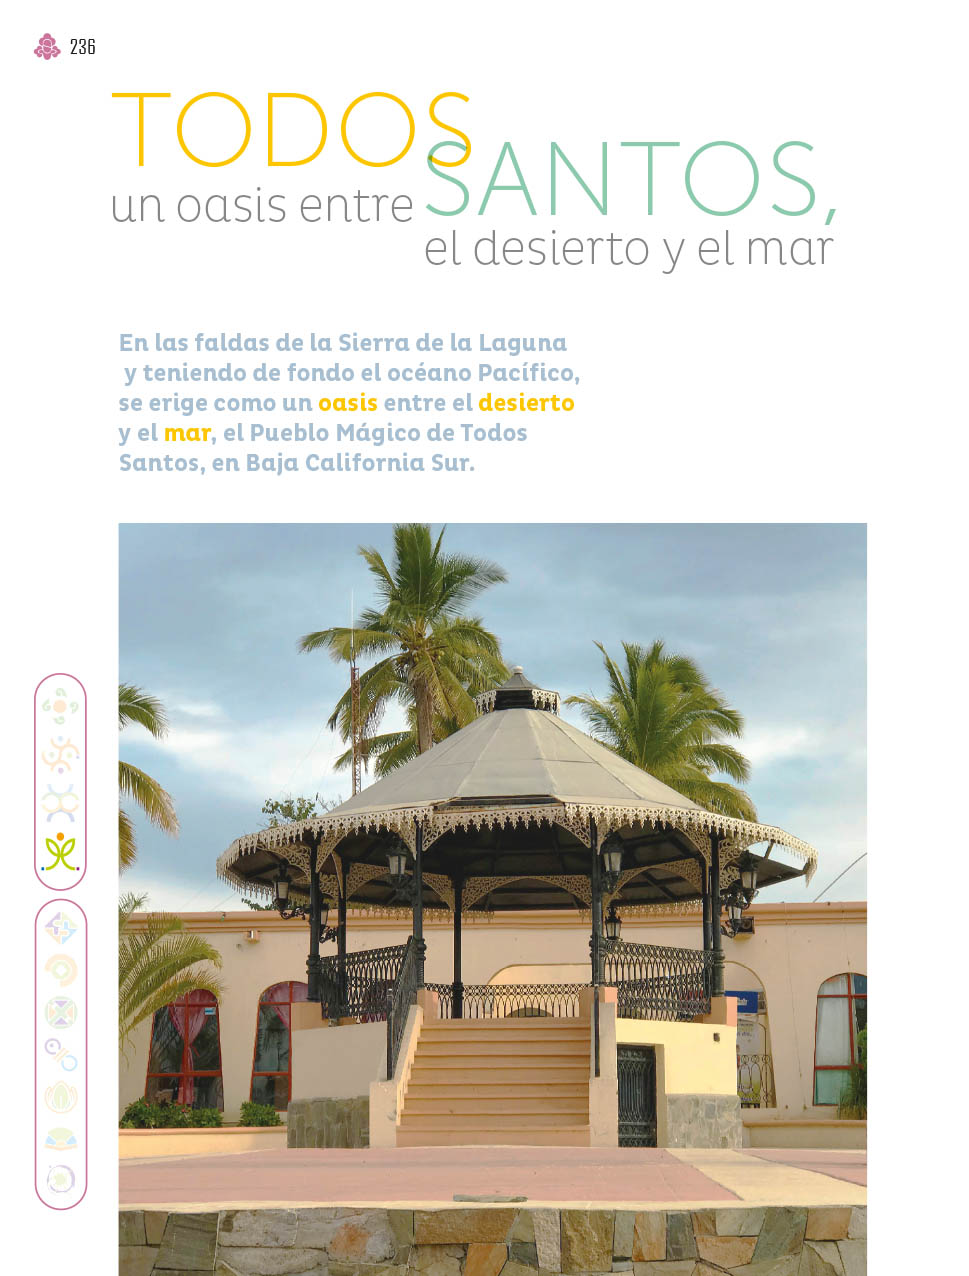 236
TODOS
SANTOS,
un oasis entre
el desierto y el mar
En las faldas de la Sierra de la Laguna
y teniendo de fondo el océano Pacífico,
se erige como un oasis entre el desierto
y el mar, el Pueblo Mágico de Todos
Santos, en Baja California Sur.